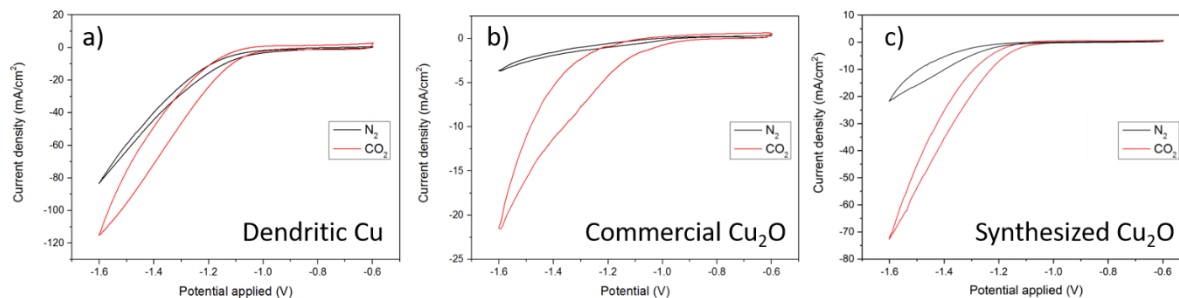 a)
0
-20
-40
-60
-80
-100
-120
-1.6
-1.4
-1.2
-1.0
-0.8
-0.6
Current density (mA/cm²)
Potential applied (V)
N₂
CO₂
Dendritic Cu
b)
0
-5
-10
-15
-20
-25
-1.6
-1.4
-1.2
-1.0
-0.8
-0.6
Current density (mA/cm²)
Potential (V)
N₂
CO₂
Commercial Cu₂O
c)
10
0
-10
-20
-30
-40
-50
-60
-70
-80
-1.6
-1.4
-1.2
-1.0
-0.8
-0.6
Current density (mA/cm²)
Potential applied (V)
N₂
CO₂
Synthesized Cu₂O